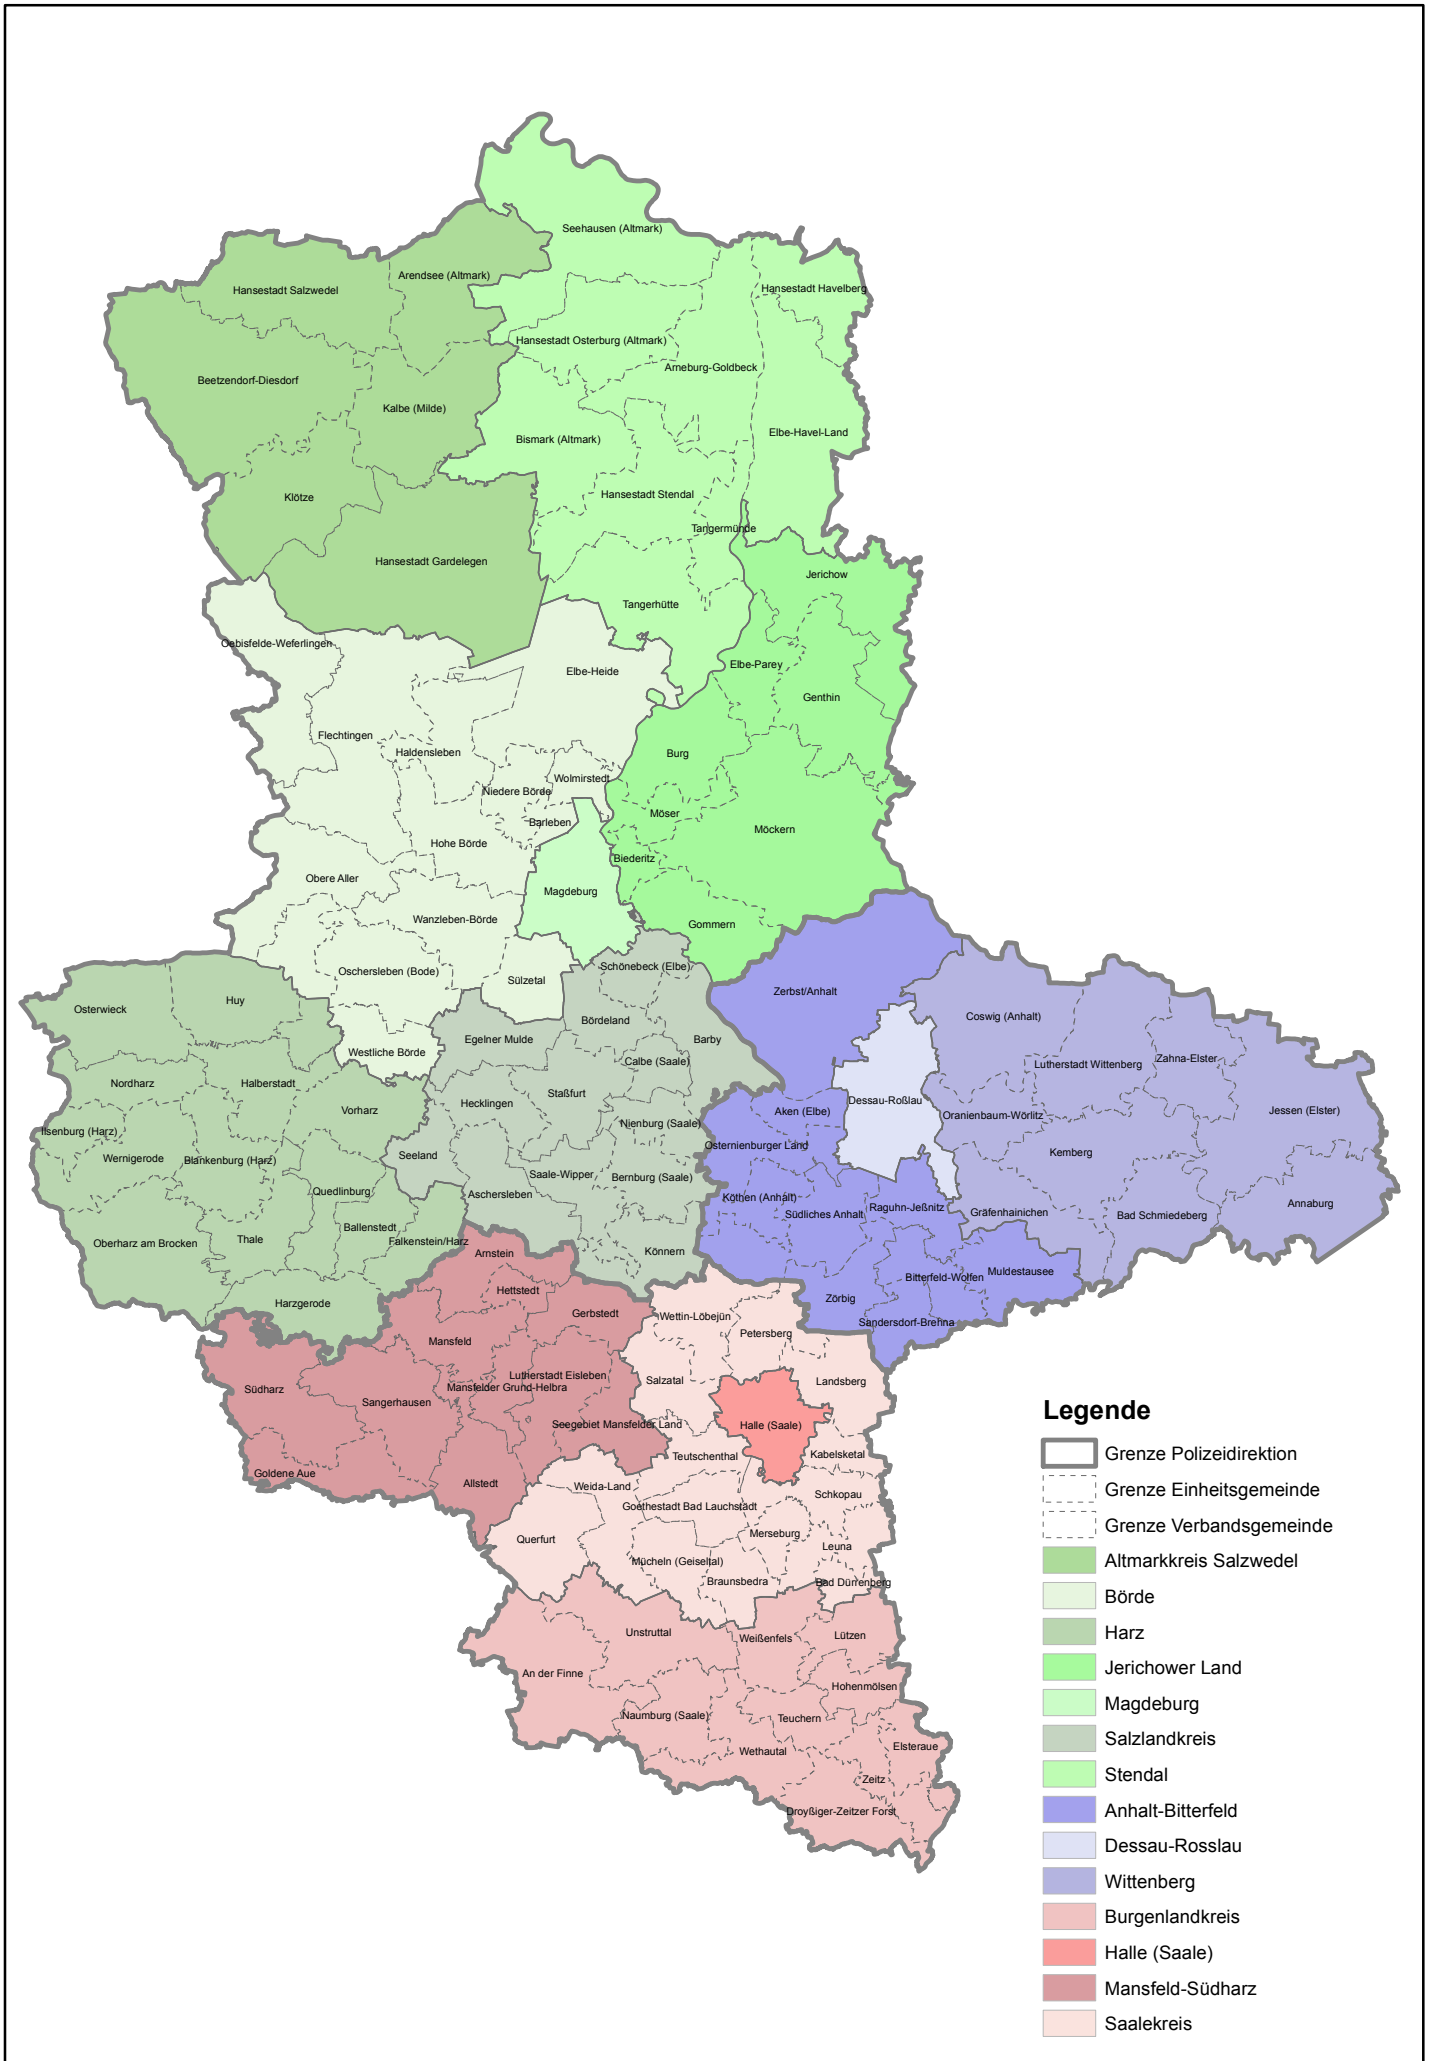 Seehausen (Altmark)
Arendsee (Altmark)
Hansestadt Salzwedel
Hansestadt Havelberg
Hansestadt Osterburg (Altmark)
Arneburg-Goldbeck
Beetzendorf-Diesdorf
Kalbe (Milde)
Bismark (Altmark)
Elbe-Havel-Land
Klötze
Hansestadt Stendal
Tangermünde
Hansestadt Gardelegen
Jerichow
Tangerhütte
Oebisfelde-Weferlingen
Elbe-Heide
Elbe-Parey
Genthin
Flechtingen
Haldensleben
Burg
Wolmirstedt
Niedere Börde
Möser
Barleben
Möckern
Hohe Börde
Biederitz
Obere Aller
Magdeburg
Wanzleben-Börde
Gommern
Oschersleben (Bode)
Sülzetal
Schönebeck (Elbe)
Zerbst/Anhalt
Huy
Osterwieck
Bördeland
Coswig (Anhalt)
Egelner Mulde
Barby
Westliche Börde
Calbe (Saale)
Zahna-Elster
Lutherstadt Wittenberg
Nordharz
Halberstadt
Staßfurt
Hecklingen
Vorharz
Aken (Elbe)
Dessau-Roßlau
Oranienbaum-Wörlitz
Jessen (Elster)
Ilsenburg (Harz)
Nienburg (Saale)
Osternienburger Land
Wernigerode
Blankenburg (Harz)
Seeland
Kemberg
Saale-Wipper
Bernburg (Saale)
Quedlinburg
Aschersleben
Köthen (Anhalt)
Südliches Anhalt
Raguhn-Jeßnitz
Gräfenhainichen
Bad Schmiedeberg
Annaburg
Ballenstedt
Oberharz am Brocken
Thale
Falkenstein/Harz
Arnstein
Könnern
Bitterfeld-Wolfen
Muldestausee
Hettstedt
Harzgerode
Gerbstedt
Zörbig
Wettin-Löbejün
Sandersdorf-Brehna
Petersberg
Mansfeld
Lutherstadt Eisleben
Mansfelder Grund-Helbra
Südharz
Sangerhausen
Salzatal
Landsberg
Seegebiet Mansfelder Land
Halle (Saale)
Teutschenthal
Kabelsketal
Goldene Aue
Allstedt
Weida-Land
Schkopau
Goethestadt Bad Lauchstädt
Querfurt
Merseburg
Leuna
Mücheln (Geiseltal)
Braunsbedra
Bad Dürrenberg
Unstruttal
Weißenfels
Lützen
An der Finne
Hohenmölsen
Naumburg (Saale)
Teuchern
Wethautal
Elsteraue
Zeitz
Droyßiger-Zeitzer Forst
Legende
Grenze Polizeidirektion
Grenze Einheitsgemeinde
Grenze Verbandsgemeinde
Altmarkkreis Salzwedel
Börde
Harz
Jerichower Land
Magdeburg
Salzlandkreis
Stendal
Anhalt-Bitterfeld
Dessau-Rosslau
Wittenberg
Burgenlandkreis
Halle (Saale)
Mansfeld-Südharz
Saalekreis